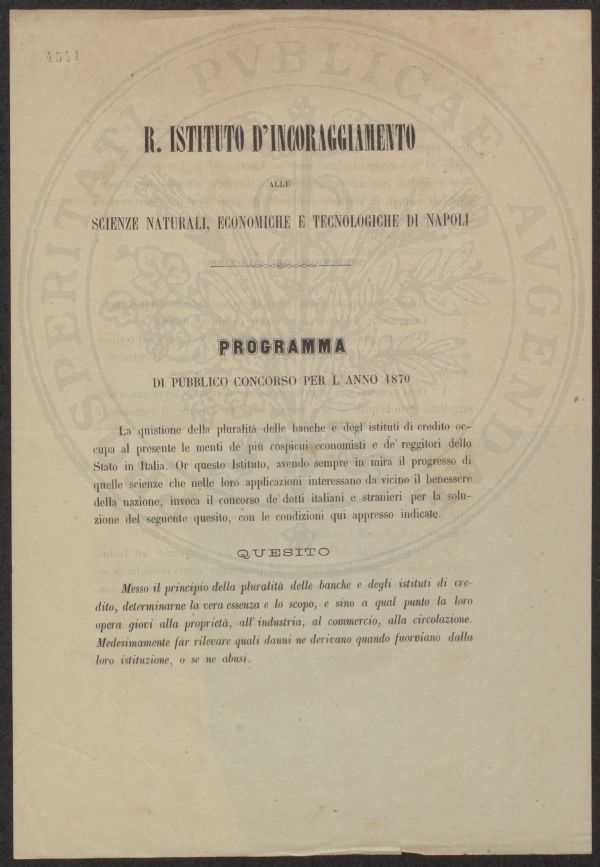 4541
R. ISTITUTO D'INCORAGGIAMENTO
ALLE
SCIENZE NATURALI, ECONOMICHE E TECNOLOGICHE DI NAPOLI
PROGRAMMA
DI PUBBLICO CONCORSO PER L'ANNO 1870
La quistione della pluralità delle banche e degl'istituti di credito oc-
cupa al presente le menti de' più cospicui economisti e de' reggitori dello
Stato in Italia. Or questo Istituto, avendo sempre in mira il progresso di
quelle scienze che nelle loro applicazioni interessano da vicino il benessere
della nazione, invoca il concorso de' dotti italiani e stranieri per la solu-
zione del seguente quesito, con le condizioni qui appresso indicate.
QUESITO
Messo il principio della pluralità delle banche e degli istituti di cre-
dito, determinarne la vera essenza e lo scopo, e sino a qual punto la loro
opera giovi alla proprietà, all'industria, al commercio, alla circolazione.
Medesimamente far rilevare quali danni ne derivano quando fuorviano dalla
loro istituzione, o se ne abusi.
PROSPERITATI PVBLICAE AVGENDAE